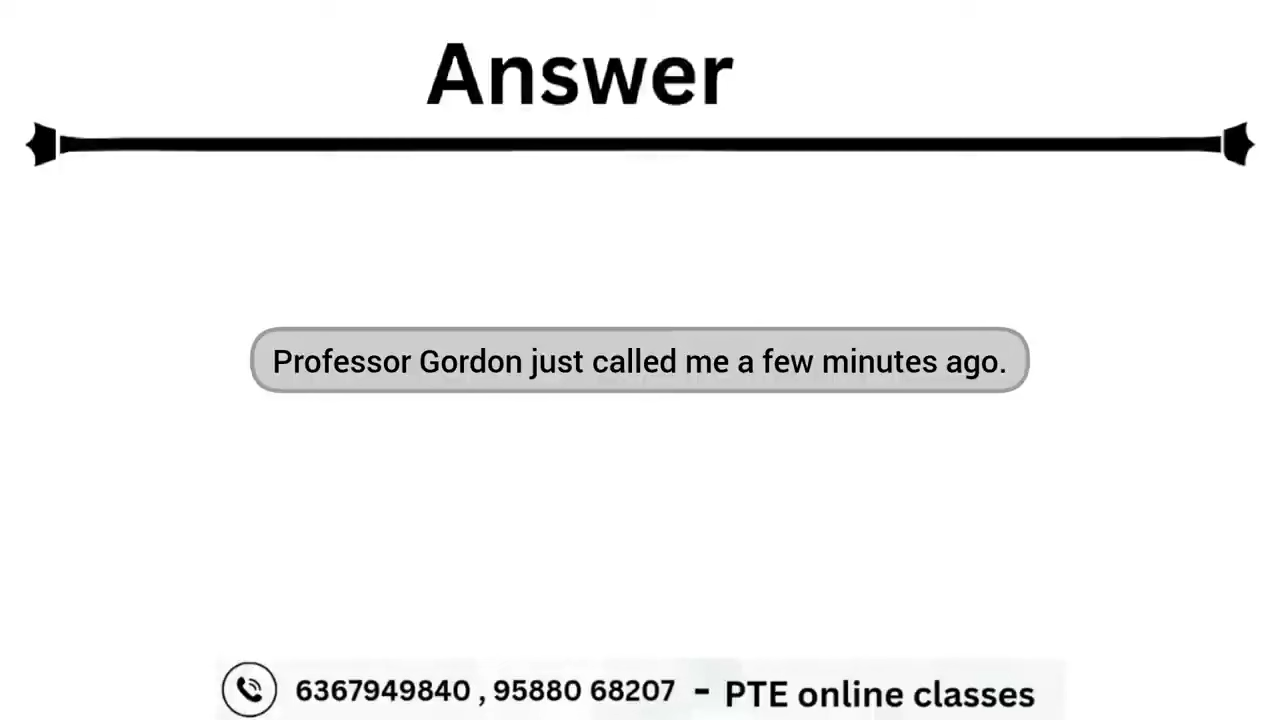 Answer
Professor Gordon just called me a few minutes ago.
6367949840 , 95880 68207 - PTE online classes